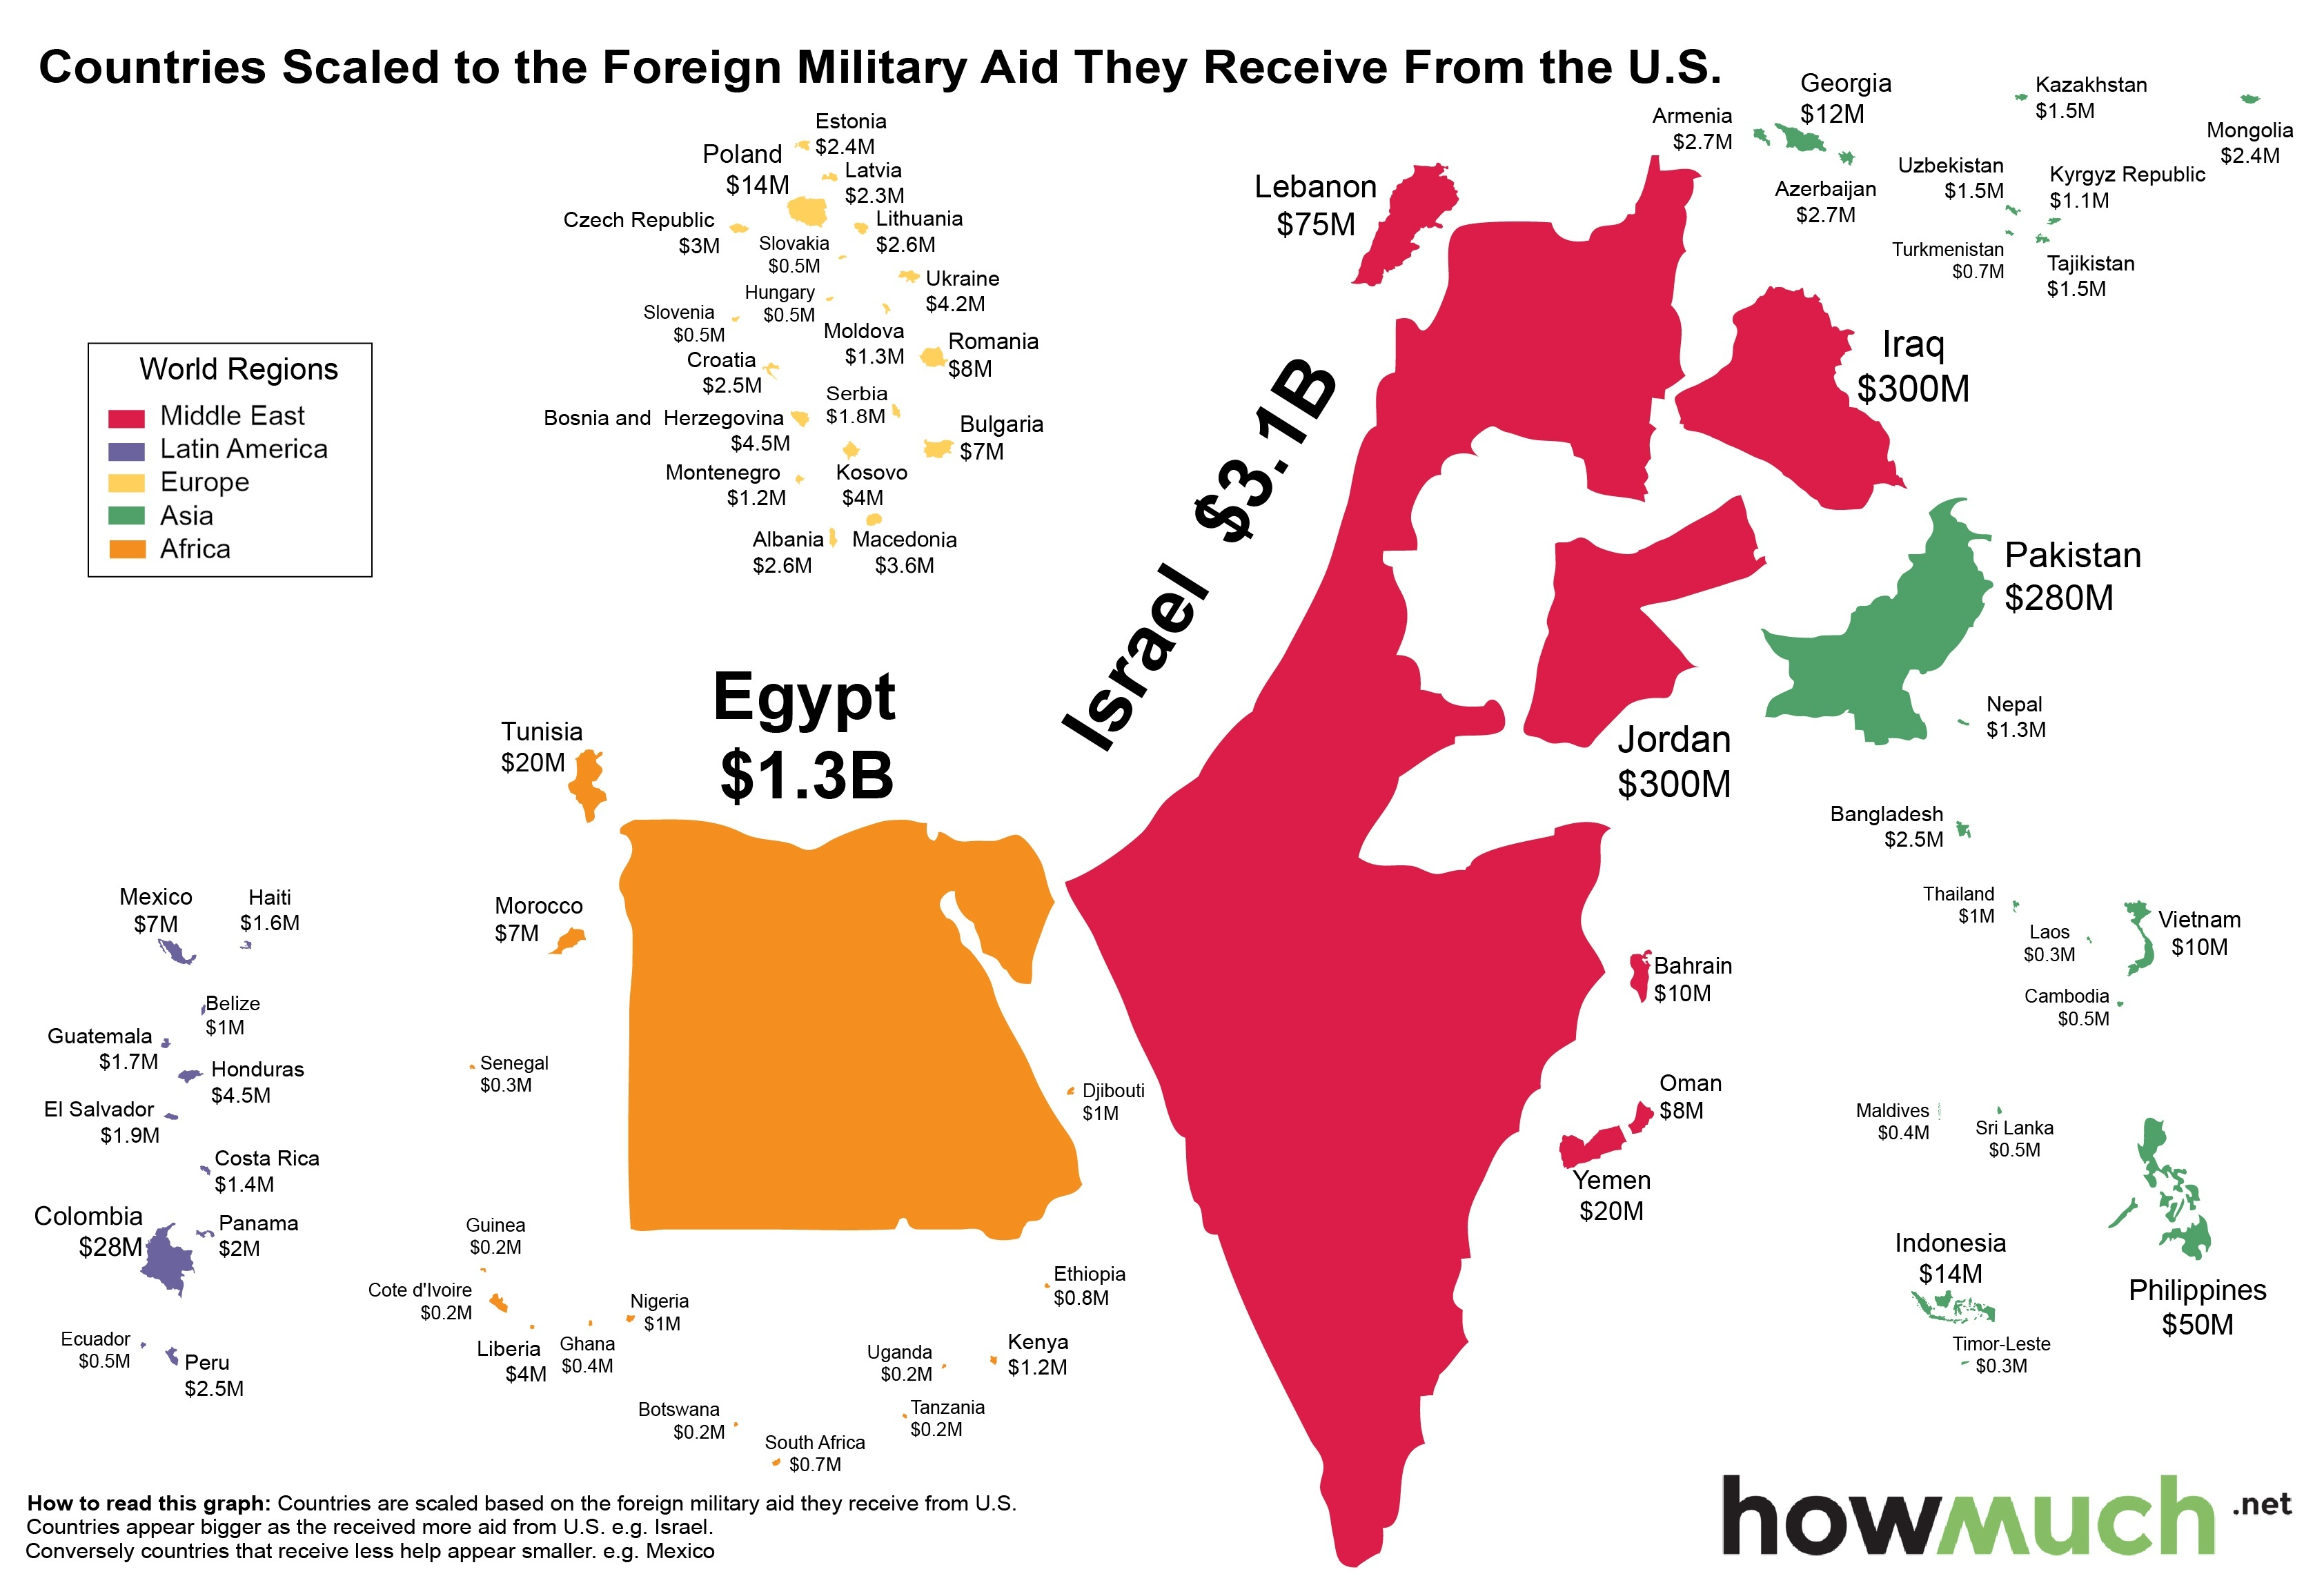 Countries Scaled to the Foreign Military Aid They Receive From the U.S.
World Regions
Middle East
Latin America
Europe
Asia
Africa
Estonia
$2.4M
Poland
$14M
Latvia
$2.3M
Czech Republic
$3M
Lithuania
$2.6M
Slovakia
$0.5M
Ukraine
$4.2M
Hungary
$0.5M
Slovenia
$0.5M
Moldova
$1.3M
Romania
$8M
Croatia
$2.5M
Serbia
$1.8M
Bosnia and Herzegovina
$4.5M
Bulgaria
$7M
Montenegro
$1.2M
Kosovo
$4M
Albania
$2.6M
Macedonia
$3.6M
Lebanon
$75M
Israel $3.1B
Armenia
$2.7M
Georgia
$12M
Azerbaijan
$2.7M
Kazakhstan
$1.5M
Mongolia
$2.4M
Uzbekistan
$1.5M
Kyrgyz Republic
$1.1M
Turkmenistan
$0.7M
Tajikistan
$1.5M
Iraq
$300M
Pakistan
$280M
Jordan
$300M
Nepal
$1.3M
Bangladesh
$2.5M
Thailand
$1M
Laos
$0.3M
Vietnam
$10M
Cambodia
$0.5M
Bahrain
$10M
Oman
$8M
Yemen
$20M
Maldives
$0.4M
Sri Lanka
$0.5M
Indonesia
$14M
Philippines
$50M
Timor-Leste
$0.3M
Egypt
$1.3B
Tunisia
$20M
Morocco
$7M
Senegal
$0.3M
Djibouti
$1M
Guinea
$0.2M
Cote d'Ivoire
$0.2M
Liberia
$4M
Ghana
$0.4M
Nigeria
$1M
Ethiopia
$0.8M
Kenya
$1.2M
Uganda
$0.2M
Tanzania
$0.2M
Botswana
$0.2M
South Africa
$0.7M
Mexico
$7M
Haiti
$1.6M
Belize
$1M
Guatemala
$1.7M
Honduras
$4.5M
El Salvador
$1.9M
Costa Rica
$1.4M
Colombia
$28M
Panama
$2M
Ecuador
$0.5M
Peru
$2.5M
How to read this graph: Countries are scaled based on the foreign military aid they receive from U.S.
Countries appear bigger as the received more aid from U.S. e.g. Israel.
Conversely countries that receive less help appear smaller. e.g. Mexico
howmuch.net